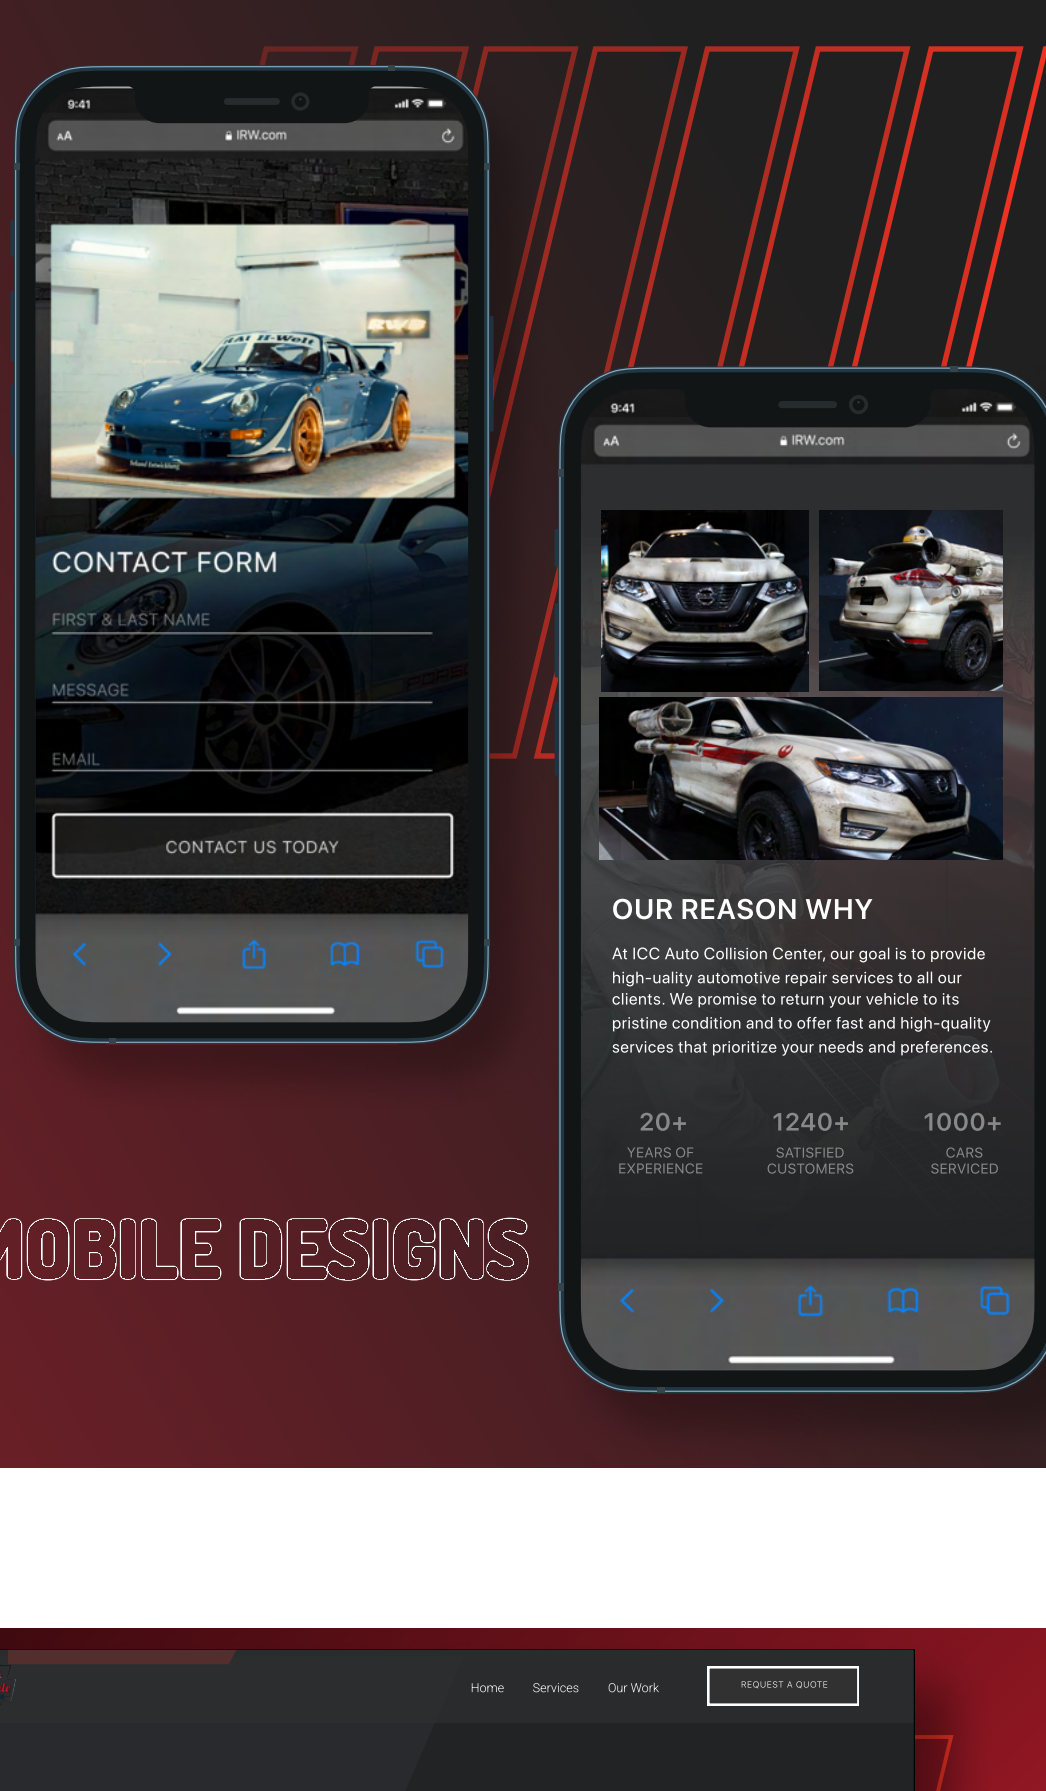 9:41
AA
IRW.com
RWB
RAUH-Welt
CONTACT FORM
FIRST & LAST NAME
MESSAGE
EMAIL
CONTACT US TODAY
9:41
AA
IRW.com
OUR REASON WHY
At ICC Auto Collision Center, our goal is to provide
high-uality automotive repair services to all our
clients. We promise to return your vehicle to its
pristine condition and to offer fast and high-quality
services that prioritize your needs and preferences.
20+
YEARS OF
EXPERIENCE
1240+
SATISFIED
CUSTOMERS
1000+
CARS
SERVICED
MOBILE DESIGNS
Home
Services
Our Work
REQUEST A QUOTE